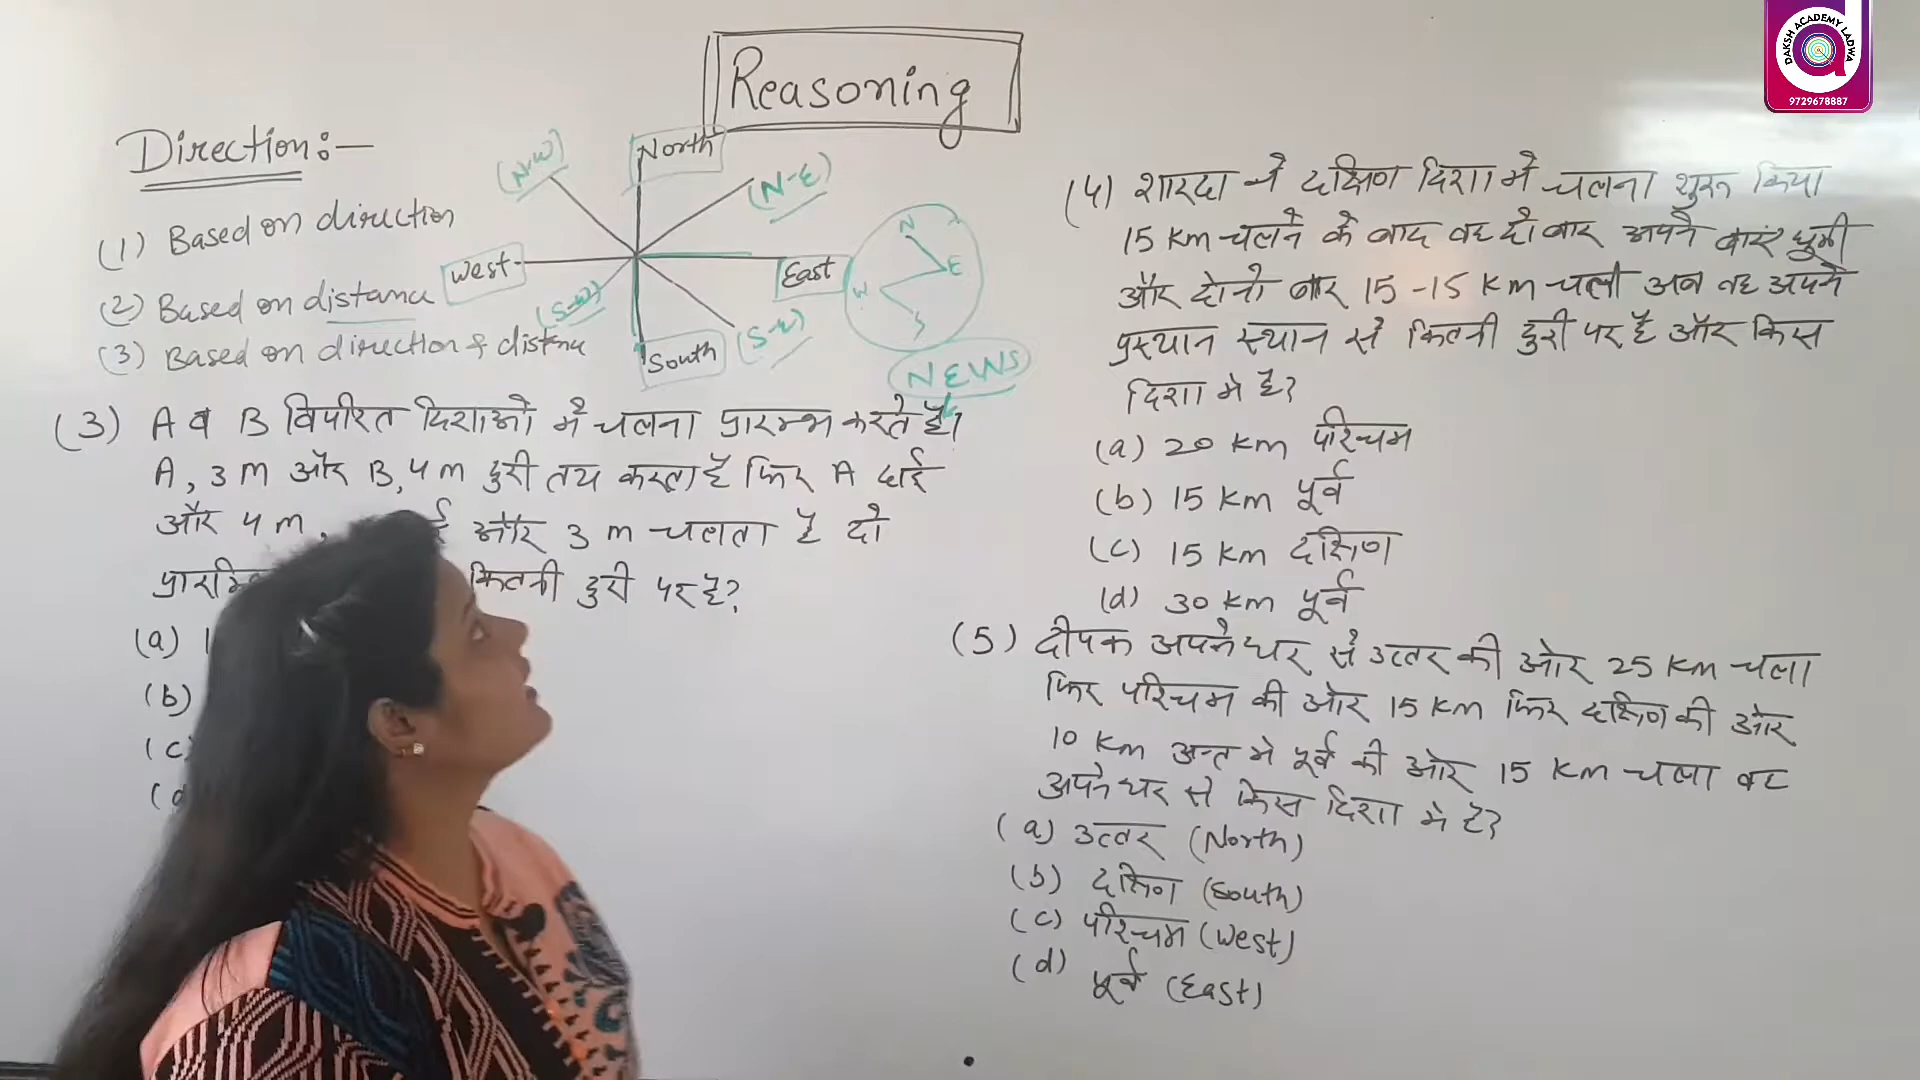 Reasoning
Direction:-
(1) Based on direction
(2) Based on distance
(3) Based on direction & distance
North
(N-W)
(N-E)
West
East
(S-W)
(S-E)
South
N
E
W
S
NEWS
(3) A व B विपीरत दिशाओ में चलना प्रारम्भ करते है।
A, 3 m और B, 4 m दुरी तय करता है फिर A दाई
और 4 m, ओर 3 m चलता है दो
कितनी दुरी पर है?
(a) 1
(b)
(c)
(4) शारदा ने दक्षिण दिशा मे चलना शुरू किया
15 km चलने के बाद वह दो बार अपने बाएं घुमी
और दोनो बार 15-15 km चली अब वह अपने
प्रस्थान स्थान से कितनी दुरी पर है और किस
दिशा मे है?
(a) 20 km पश्चिम
(b) 15 km पूर्व
(c) 15 km दक्षिण
(d) 30 km पूर्व
(5) दीपक अपने घर से उत्तर की ओर 25 km चला
फिर पश्चिम की ओर 15 km फिर दक्षिण की ओर
10 km अन्त मे पूर्व की ओर 15 km चला वह
अपने घर से किस दिशा मे है?
(a) उत्तर (North)
(b) दक्षिण (South)
(c) पश्चिम (West)
(d) पूर्व (East)
DAKSH ACADEMY LADWA
9729678887